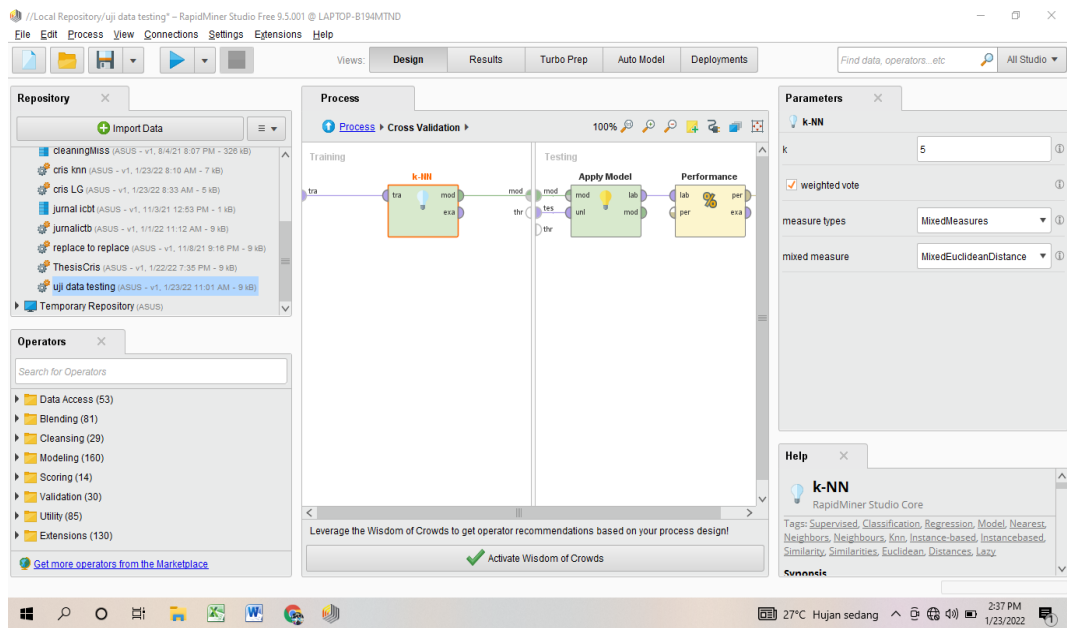 //Local Repository/uji data testing* – RapidMiner Studio Free 9.5.001 @ LAPTOP-B194MTND
File Edit Process View Connections Settings Extensions Help
Views: Design Results Turbo Prep Auto Model Deployments
Find data, operators...etc
All Studio
Repository
Import Data
cleaningMiss (ASUS - v1, 8/4/21 8:07 PM - 326 kB)
cris knn (ASUS - v1, 1/23/22 8:10 AM - 7 kB)
cris LG (ASUS - v1, 1/23/22 8:33 AM - 5 kB)
jurnal icbt (ASUS - v1, 11/3/21 12:53 PM - 1 kB)
jurnalictb (ASUS - v1, 1/1/22 11:12 AM - 9 kB)
replace to replace (ASUS - v1, 11/8/21 9:16 PM - 9 kB)
ThesisCris (ASUS - v1, 1/22/22 7:35 PM - 9 kB)
uji data testing (ASUS - v1, 1/23/22 11:01 AM - 9 kB)
Temporary Repository (ASUS)
Operators
Search for Operators
Data Access (53)
Blending (81)
Cleansing (29)
Modeling (160)
Scoring (14)
Validation (30)
Utility (85)
Extensions (130)
Get more operators from the Marketplace
Process
Process Cross Validation
100%
Training
tra
k-NN
tra mod
exa
mod
thr
Testing
mod
tes
thr
Apply Model
mod lab
unl mod
Performance
lab % per
per exa
per
Leverage the Wisdom of Crowds to get operator recommendations based on your process design!
Activate Wisdom of Crowds
Parameters
k-NN
k 5
weighted vote
measure types MixedMeasures
mixed measure MixedEuclideanDistance
Help
k-NN
RapidMiner Studio Core
Tags: Supervised, Classification, Regression, Model, Nearest,
Neighbors, Neighbours, Knn, Instance-based, Instancebased,
Similarity, Similarities, Euclidean, Distances, Lazy
Synopsis
27°C Hujan sedang
2:37 PM
1/23/2022